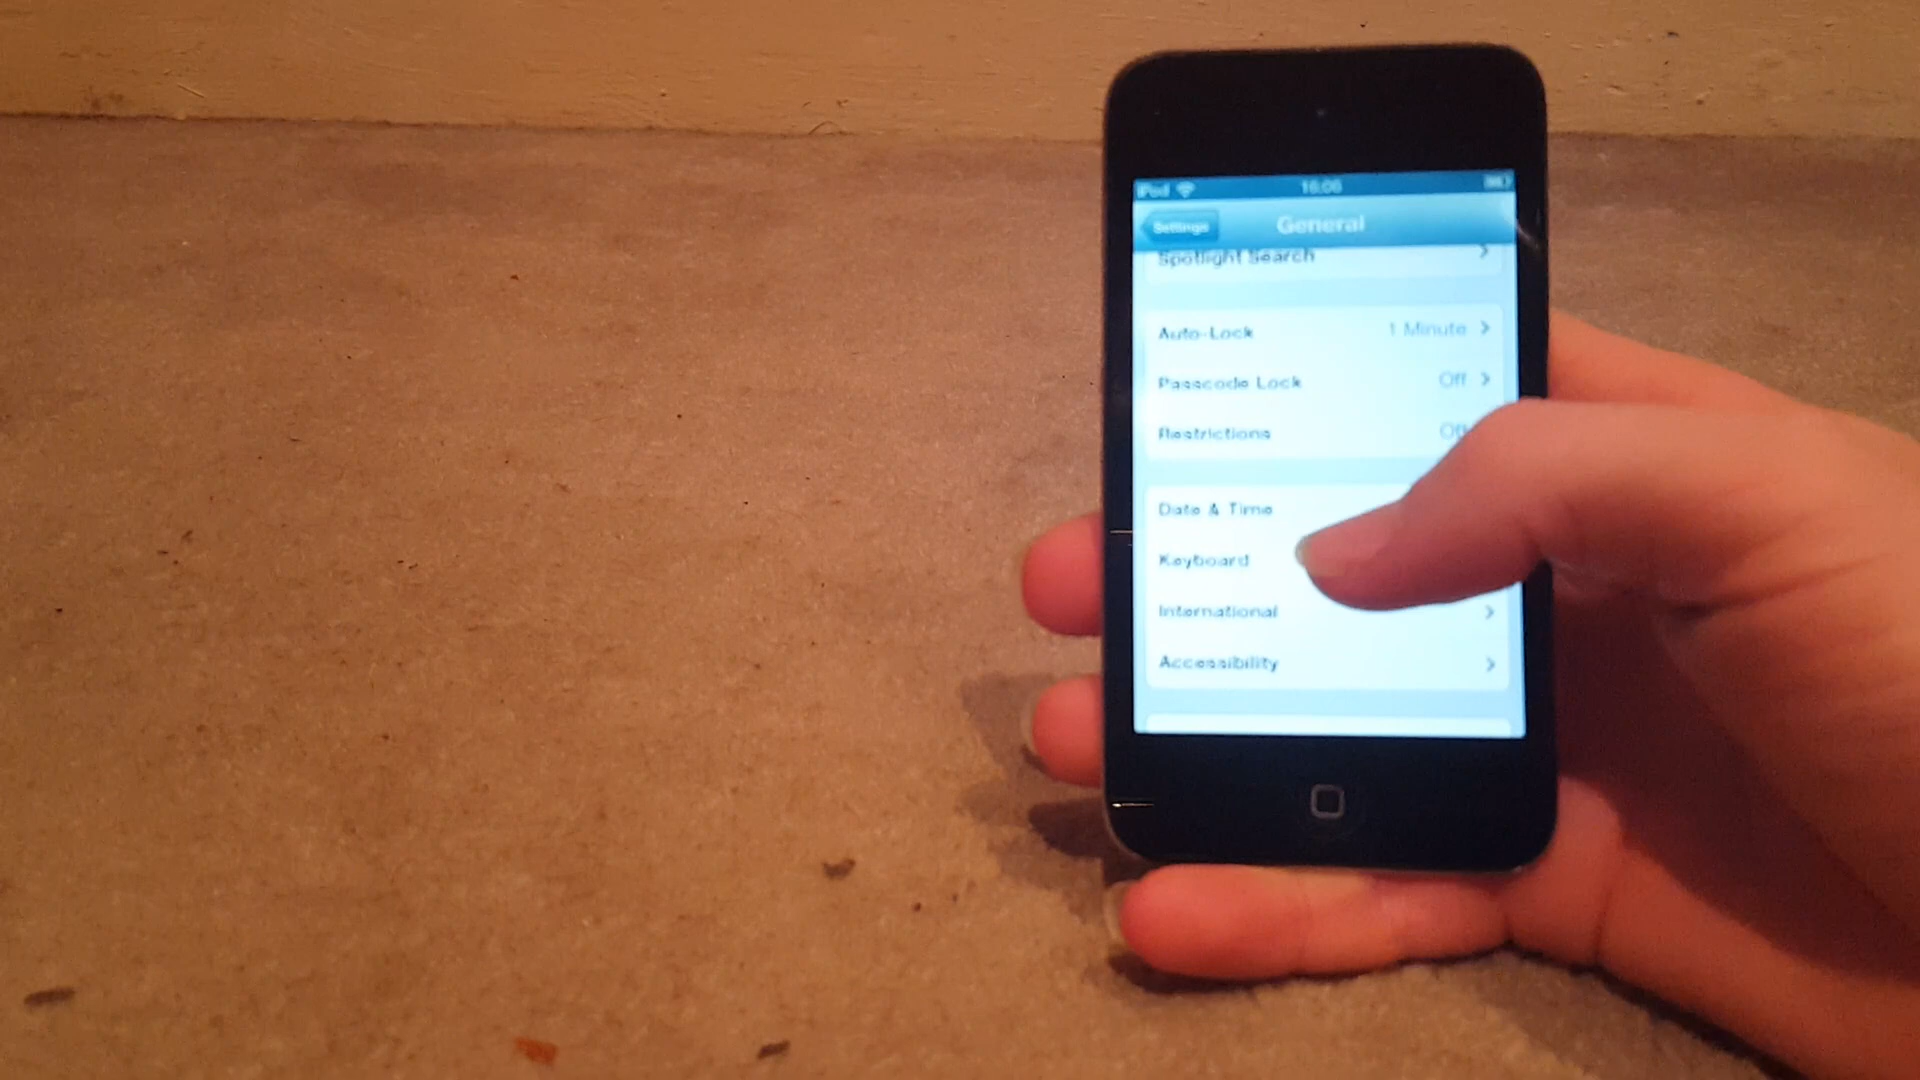 iPod 16:06
Settings General
Spotlight Search
Auto-Lock 1 Minute
Passcode Lock Off
Restrictions Off
Date & Time
Keyboard
International
Accessibility